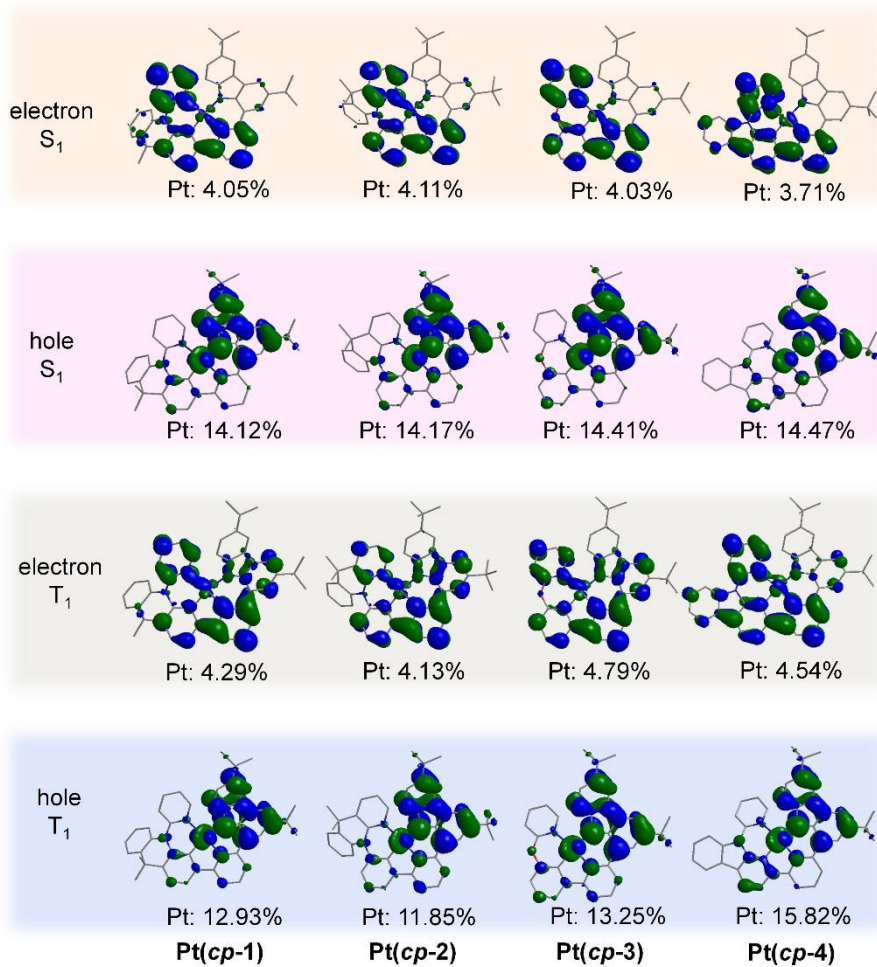 electron
S₁
Pt: 4.05% Pt: 4.11% Pt: 4.03% Pt: 3.71%
hole
S₁
Pt: 14.12% Pt: 14.17% Pt: 14.41% Pt: 14.47%
electron
T₁
Pt: 4.29% Pt: 4.13% Pt: 4.79% Pt: 4.54%
hole
T₁
Pt: 12.93% Pt: 11.85% Pt: 13.25% Pt: 15.82%
Pt(cp-1) Pt(cp-2) Pt(cp-3) Pt(cp-4)